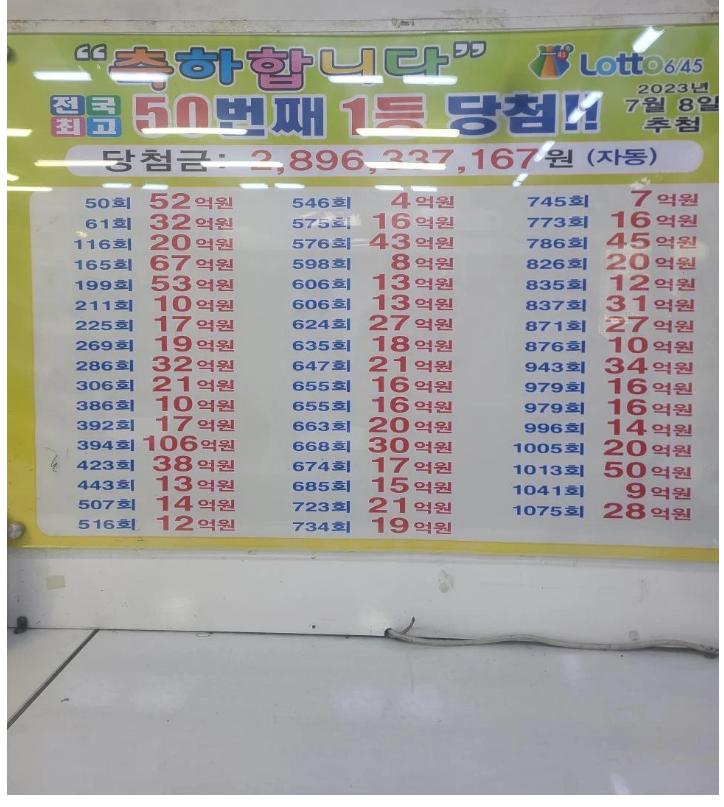 “축하합니다”
Lotto 6/45
전국 최고 50번째 1등 당첨!!
2023년
7월 8일
추첨
당첨금: 2,896,337,167원 (자동)
50회 52억원 546회 4억원 745회 7억원
61회 32억원 575회 16억원 773회 16억원
116회 20억원 576회 43억원 786회 45억원
165회 67억원 598회 8억원 826회 20억원
199회 53억원 606회 13억원 835회 12억원
211회 10억원 606회 13억원 837회 31억원
225회 17억원 624회 27억원 871회 27억원
269회 19억원 635회 18억원 876회 10억원
286회 32억원 647회 21억원 943회 34억원
306회 21억원 655회 16억원 979회 16억원
386회 10억원 655회 16억원 979회 16억원
392회 17억원 663회 20억원 996회 14억원
394회 106억원 668회 30억원 1005회 20억원
423회 38억원 674회 17억원 1013회 50억원
443회 13억원 685회 15억원 1041회 9억원
507회 14억원 723회 21억원 1075회 28억원
516회 12억원 734회 19억원